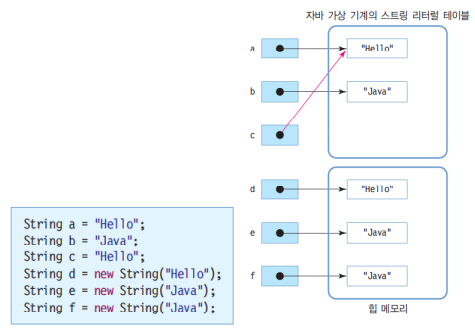 자바 가상 기계의 스트링 리터럴 테이블
a
"Hello"
b
"Java"
c
d
"Hello"
e
"Java"
f
"Java"
힙 메모리
String a = "Hello";
String b = "Java";
String c = "Hello";
String d = new String("Hello");
String e = new String("Java");
String f = new String("Java");